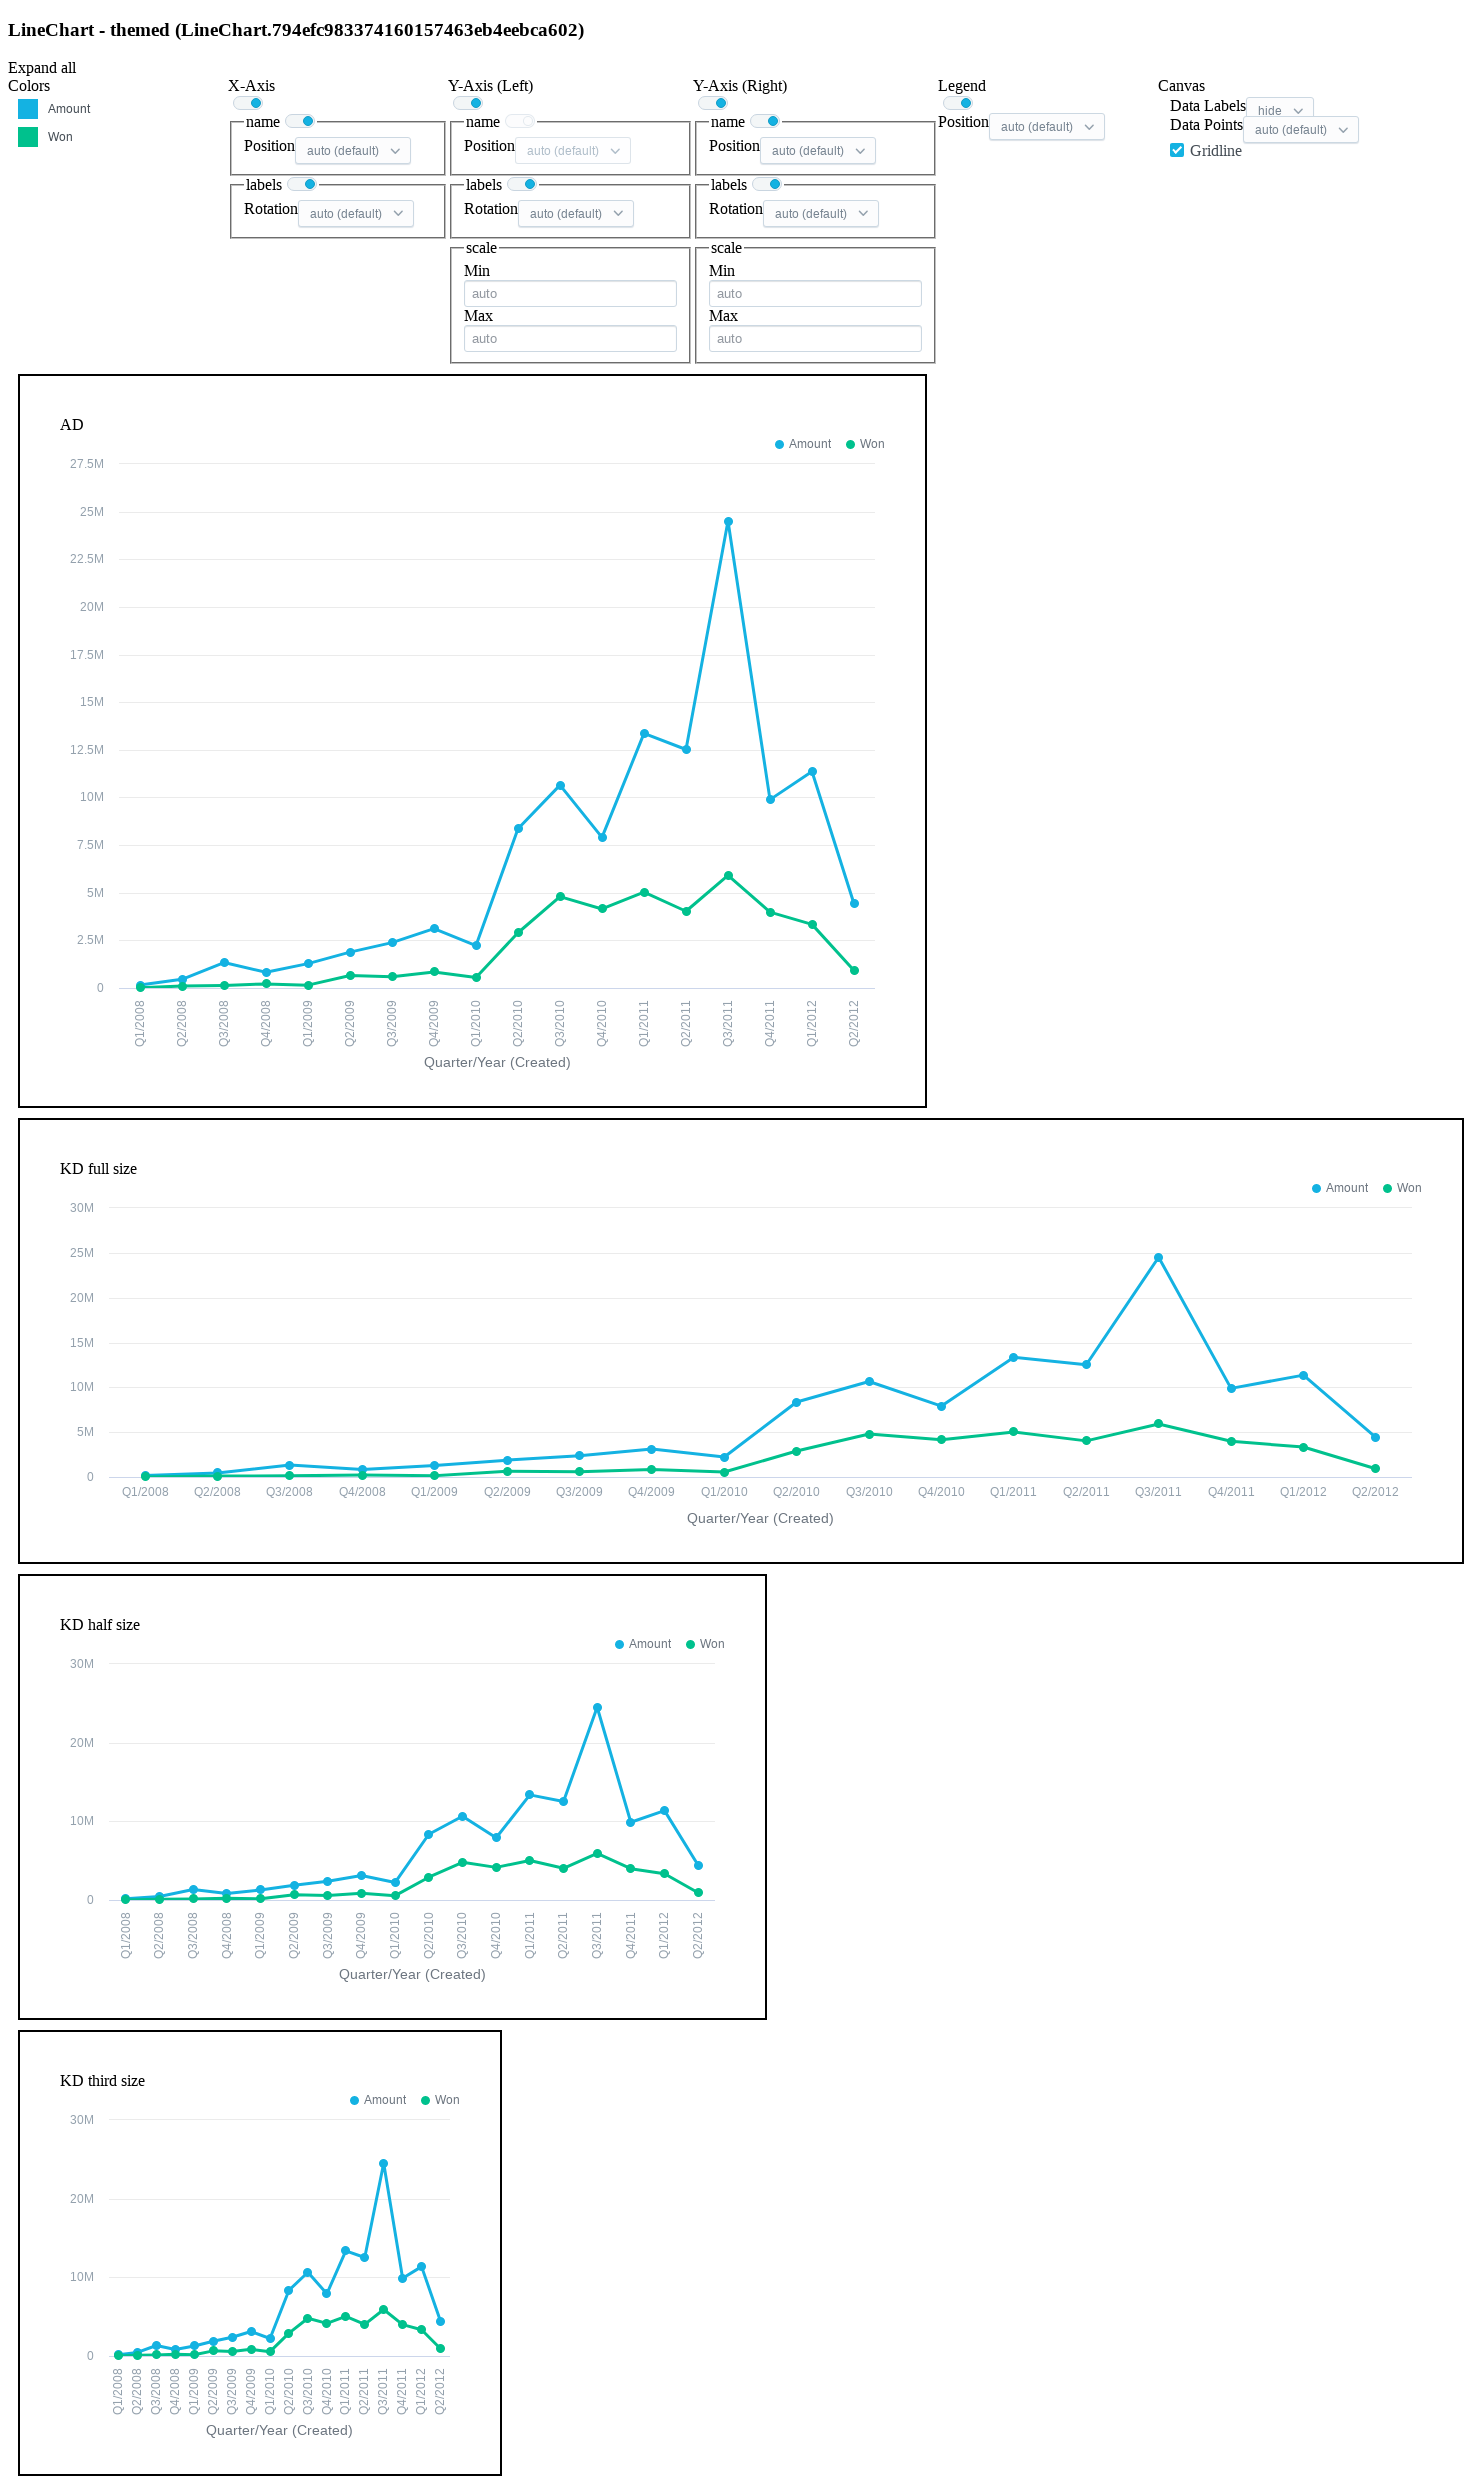 LineChart - themed (LineChart.794efc983374160157463eb4eebca602)
Expand all
Colors
Amount
Won
X-Axis
name
Position auto (default)
labels
Rotation auto (default)
Y-Axis (Left)
name
Position auto (default)
labels
Rotation auto (default)
scale
Min
auto
Max
auto
Y-Axis (Right)
name
Position auto (default)
labels
Rotation auto (default)
scale
Min
auto
Max
auto
Legend
Position auto (default)
Canvas
Data Labels hide
Data Points auto (default)
Gridline
AD
Amount Won
27.5M
25M
22.5M
20M
17.5M
15M
12.5M
10M
7.5M
5M
2.5M
0
Q1/2008 Q2/2008 Q3/2008 Q4/2008 Q1/2009 Q2/2009 Q3/2009 Q4/2009 Q1/2010 Q2/2010 Q3/2010 Q4/2010 Q1/2011 Q2/2011 Q3/2011 Q4/2011 Q1/2012 Q2/2012
Quarter/Year (Created)
KD full size
Amount Won
30M
25M
20M
15M
10M
5M
0
Q1/2008 Q2/2008 Q3/2008 Q4/2008 Q1/2009 Q2/2009 Q3/2009 Q4/2009 Q1/2010 Q2/2010 Q3/2010 Q4/2010 Q1/2011 Q2/2011 Q3/2011 Q4/2011 Q1/2012 Q2/2012
Quarter/Year (Created)
KD half size
Amount Won
30M
20M
10M
0
Q1/2008 Q2/2008 Q3/2008 Q4/2008 Q1/2009 Q2/2009 Q3/2009 Q4/2009 Q1/2010 Q2/2010 Q3/2010 Q4/2010 Q1/2011 Q2/2011 Q3/2011 Q4/2011 Q1/2012 Q2/2012
Quarter/Year (Created)
KD third size
Amount Won
30M
20M
10M
0
Q1/2008 Q2/2008 Q3/2008 Q4/2008 Q1/2009 Q2/2009 Q3/2009 Q4/2009 Q1/2010 Q2/2010 Q3/2010 Q4/2010 Q1/2011 Q2/2011 Q3/2011 Q4/2011 Q1/2012 Q2/2012
Quarter/Year (Created)